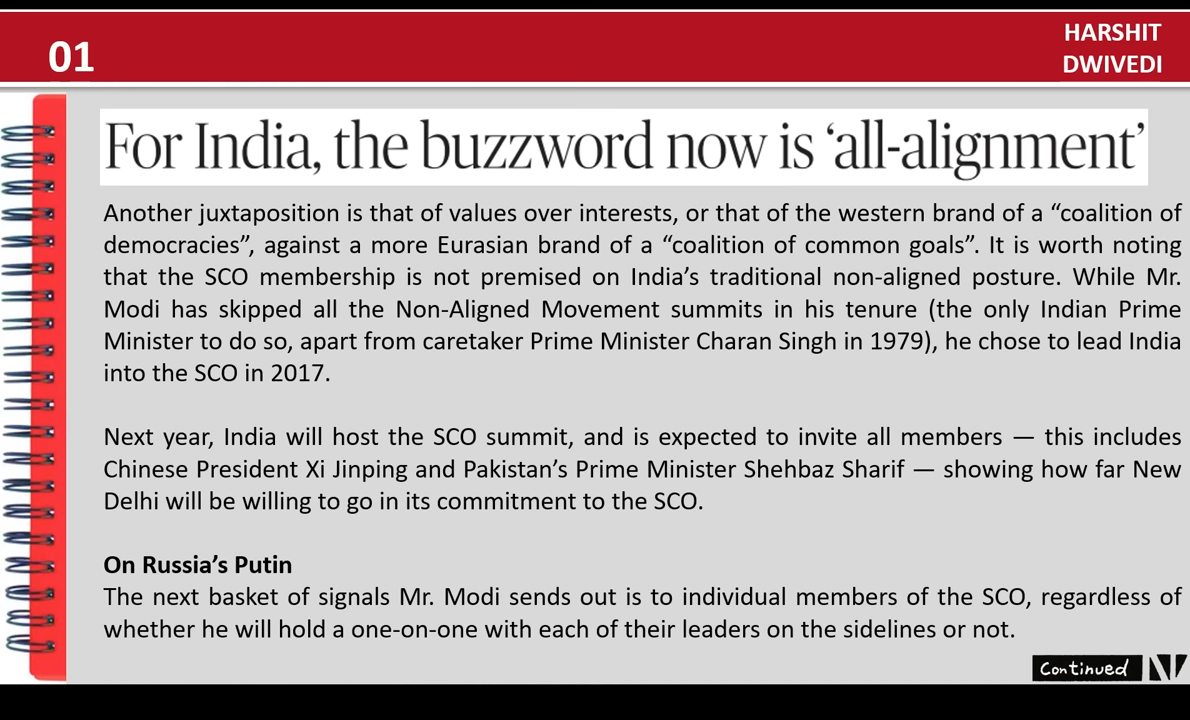 01
HARSHIT
DWIVEDI
For India, the buzzword now is ‘all-alignment’
Another juxtaposition is that of values over interests, or that of the western brand of a “coalition of
democracies”, against a more Eurasian brand of a “coalition of common goals”. It is worth noting
that the SCO membership is not premised on India’s traditional non-aligned posture. While Mr.
Modi has skipped all the Non-Aligned Movement summits in his tenure (the only Indian Prime
Minister to do so, apart from caretaker Prime Minister Charan Singh in 1979), he chose to lead India
into the SCO in 2017.
Next year, India will host the SCO summit, and is expected to invite all members — this includes
Chinese President Xi Jinping and Pakistan’s Prime Minister Shehbaz Sharif — showing how far New
Delhi will be willing to go in its commitment to the SCO.
On Russia’s Putin
The next basket of signals Mr. Modi sends out is to individual members of the SCO, regardless of
whether he will hold a one-on-one with each of their leaders on the sidelines or not.
Continued